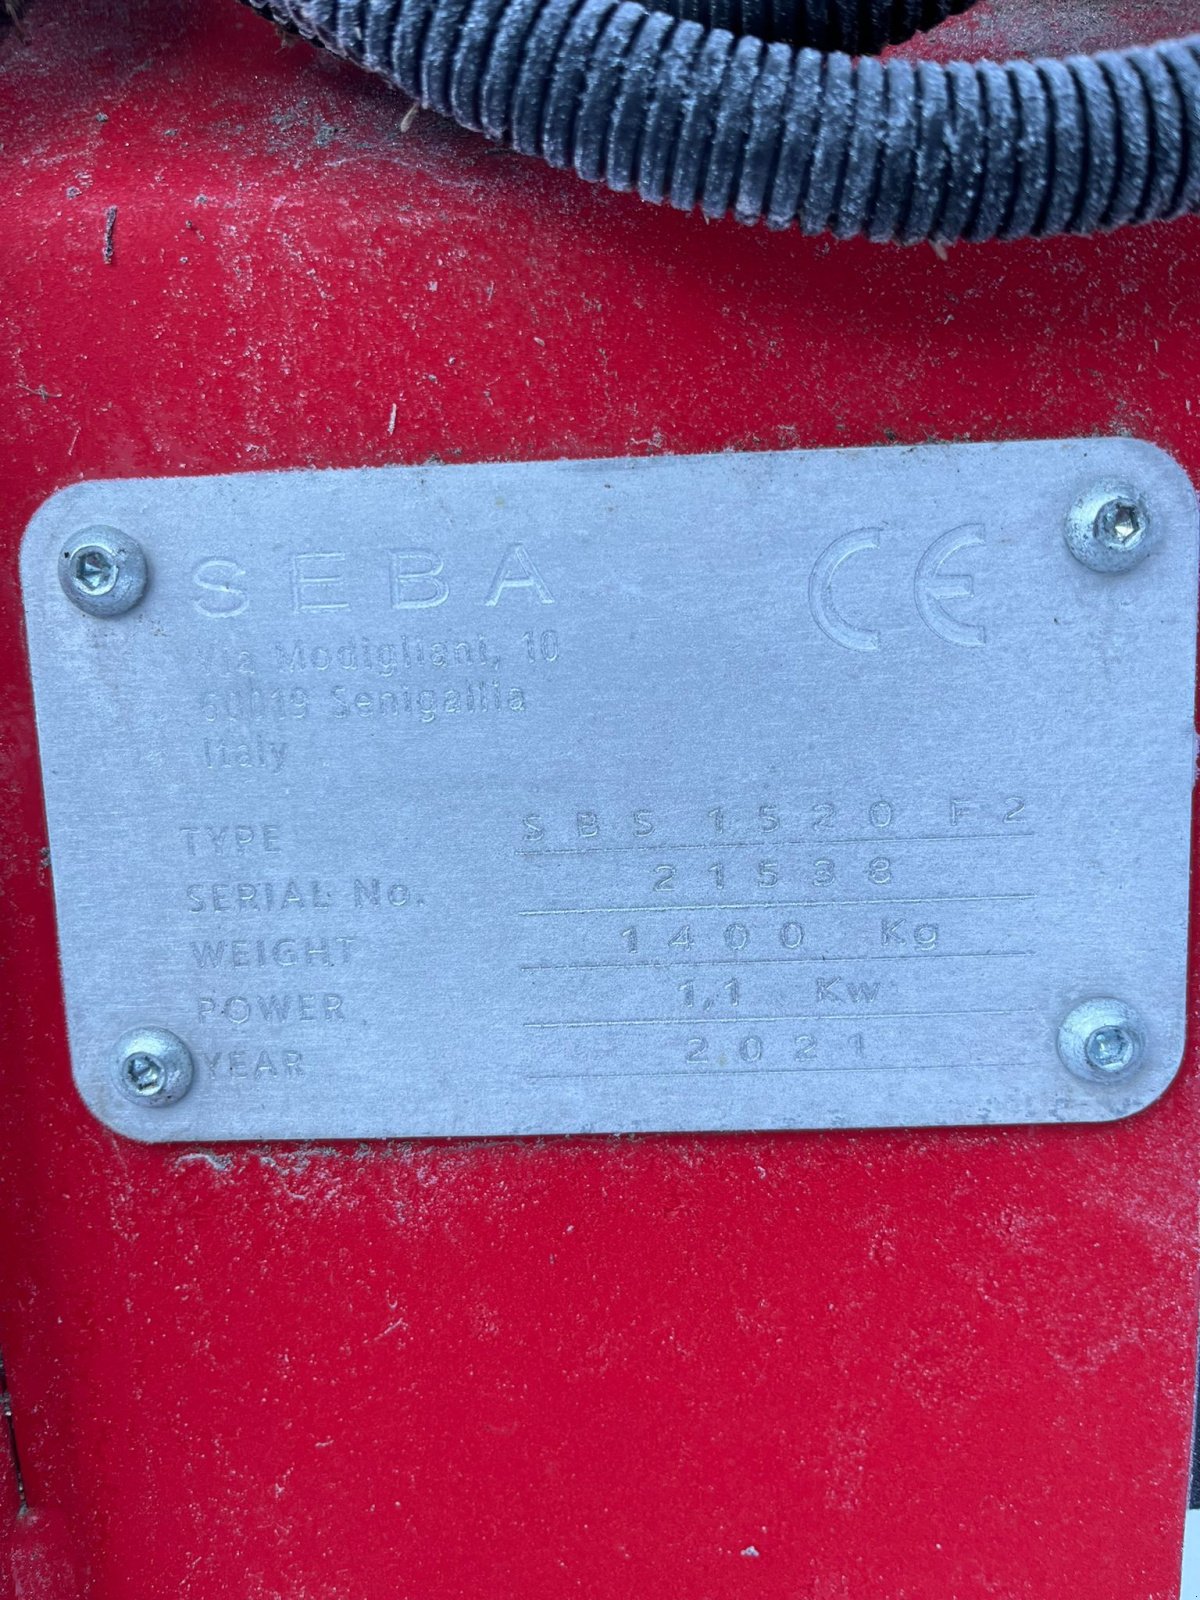 SEBA CE
Via Modigliani, 10
60019 Senigallia
Italy
TYPE SBS 1520 F2
SERIAL No. 21538
WEIGHT 1400 Kg
POWER 1,1 Kw
YEAR 2021